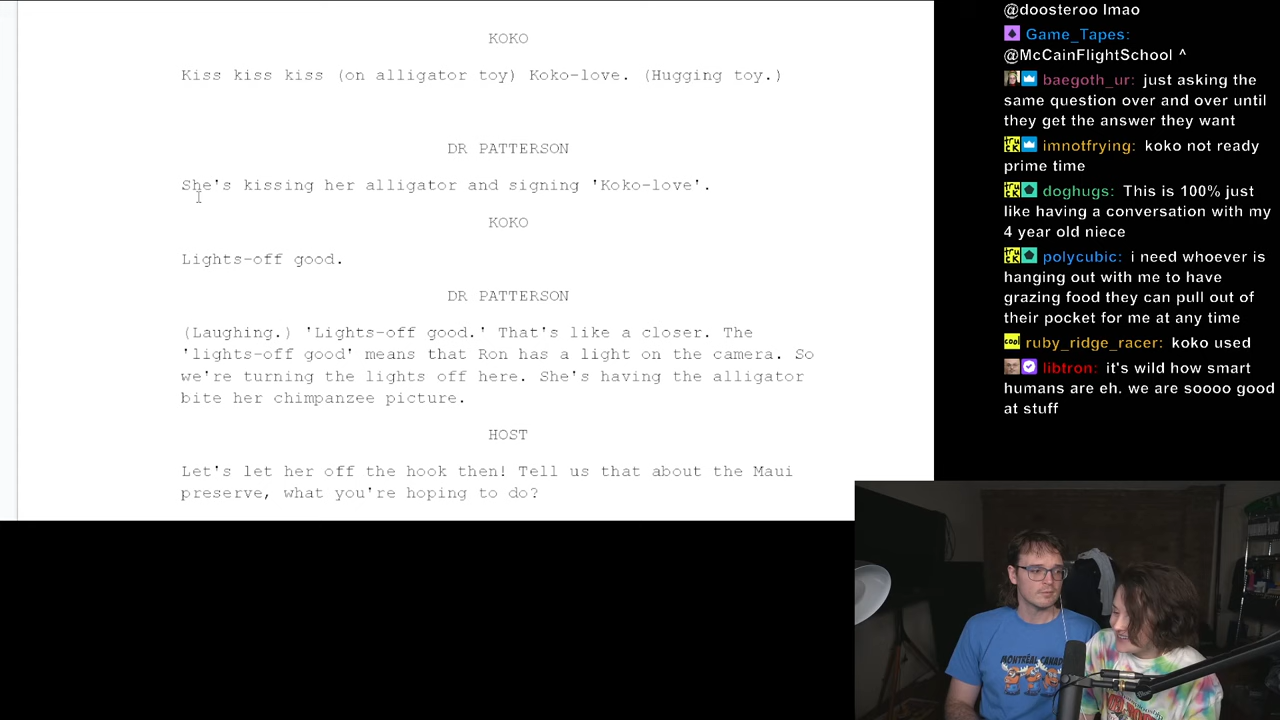 KOKO
Kiss kiss kiss (on alligator toy) Koko-love. (Hugging toy.)
DR PATTERSON
She's kissing her alligator and signing 'Koko-love'.
KOKO
Lights-off good.
DR PATTERSON
(Laughing.) 'Lights-off good.' That's like a closer. The
'lights-off good' means that Ron has a light on the camera. So
we're turning the lights off here. She's having the alligator
bite her chimpanzee picture.
HOST
Let's let her off the hook then! Tell us that about the Maui
preserve, what you're hoping to do?
@doosteroo lmao
Game_Tapes:
@McCainFlightSchool ^
baegoth_ur: just asking the
same question over and over until
they get the answer they want
imnotfrying: koko not ready
prime time
doghugs: This is 100% just
like having a conversation with my
4 year old niece
polycubic: i need whoever is
hanging out with me to have
grazing food they can pull out of
their pocket for me at any time
COOL ruby_ridge_racer: koko used
libtron: it's wild how smart
humans are eh. we are soooo good
at stuff
MONTRÉAL CANADA